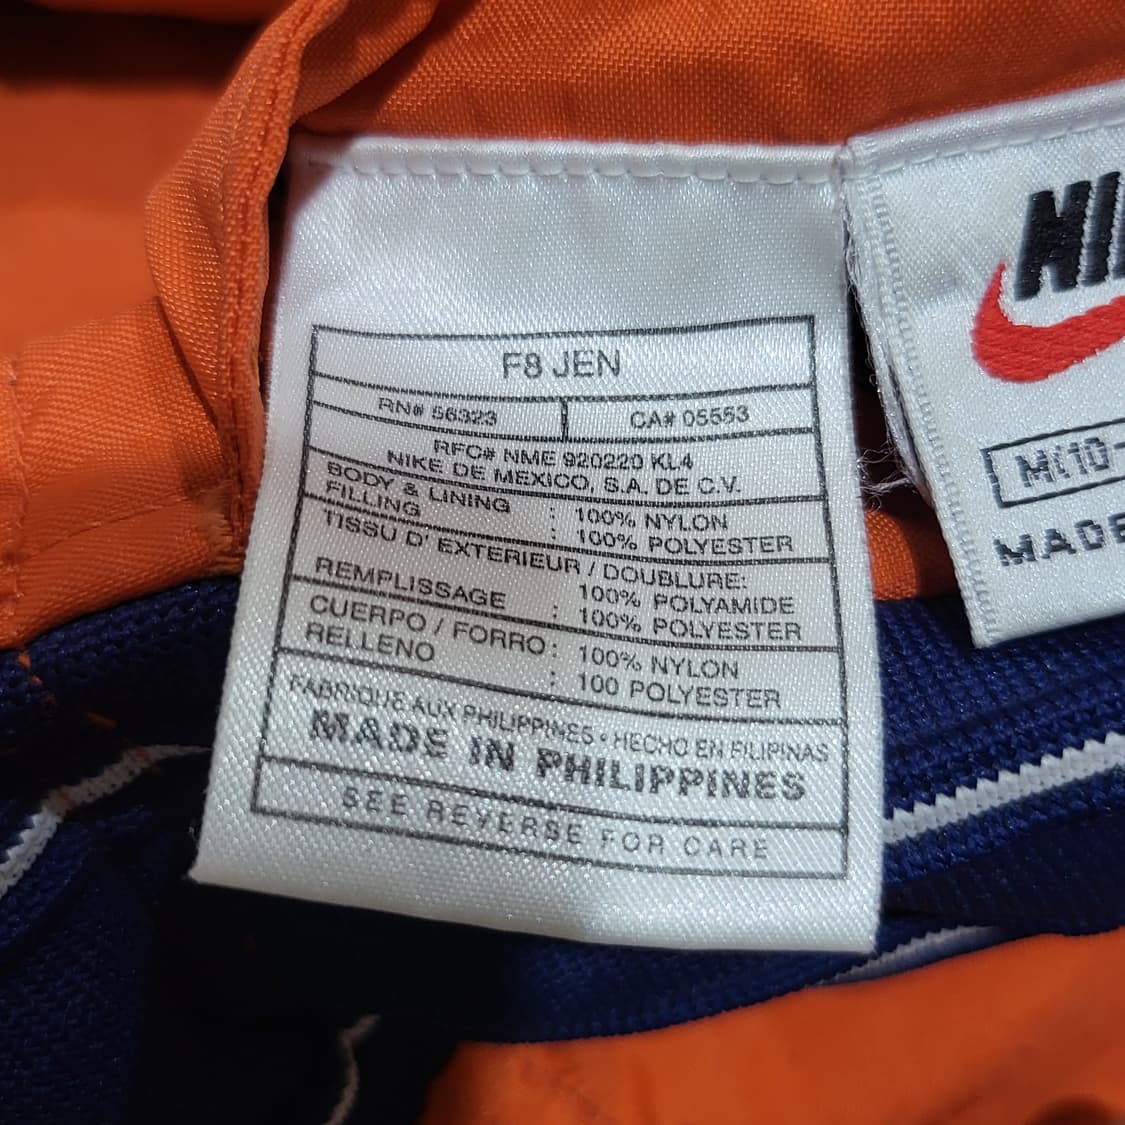 F8 JEN
RN# 56323 CA# 05553
RFC# NME 920220 KL4
NIKE DE MEXICO, S.A. DE C.V.
BODY & LINING : 100% NYLON
FILLING : 100% POLYESTER
TISSU D' EXTERIEUR / DOUBLURE:
100% POLYAMIDE
REMPLISSAGE : 100% POLYESTER
CUERPO / FORRO : 100% NYLON
RELLENO : 100 POLYESTER
FABRIQUE AUX PHILIPPINES • HECHO EN FILIPINAS
MADE IN PHILIPPINES
SEE REVERSE FOR CARE
NI
M(10-
MADE